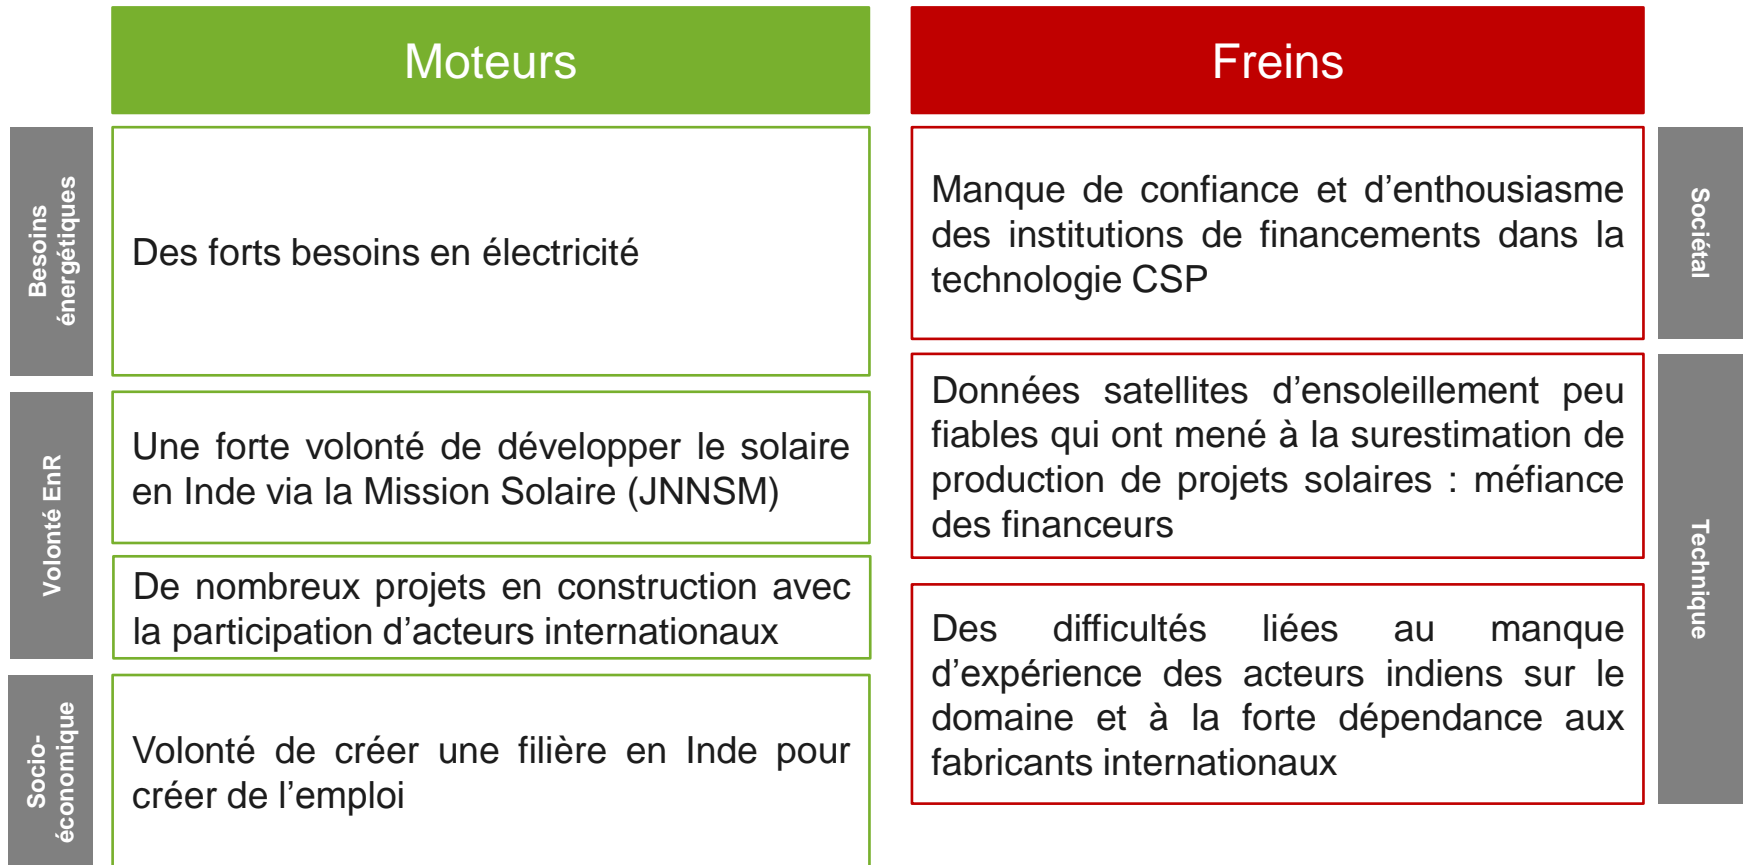 Moteurs
Besoins
énergétiques
Des forts besoins en électricité
Volonté EnR
Une forte volonté de développer le solaire
en Inde via la Mission Solaire (JNNSM)
De nombreux projets en construction avec
la participation d’acteurs internationaux
Socio-
économique
Volonté de créer une filière en Inde pour
créer de l’emploi
Freins
Manque de confiance et d’enthousiasme
des institutions de financements dans la
technologie CSP
Sociétal
Données satellites d’ensoleillement peu
fiables qui ont mené à la surestimation de
production de projets solaires : méfiance
des financeurs
Des difficultés liées au manque
d’expérience des acteurs indiens sur le
domaine et à la forte dépendance aux
fabricants internationaux
Technique